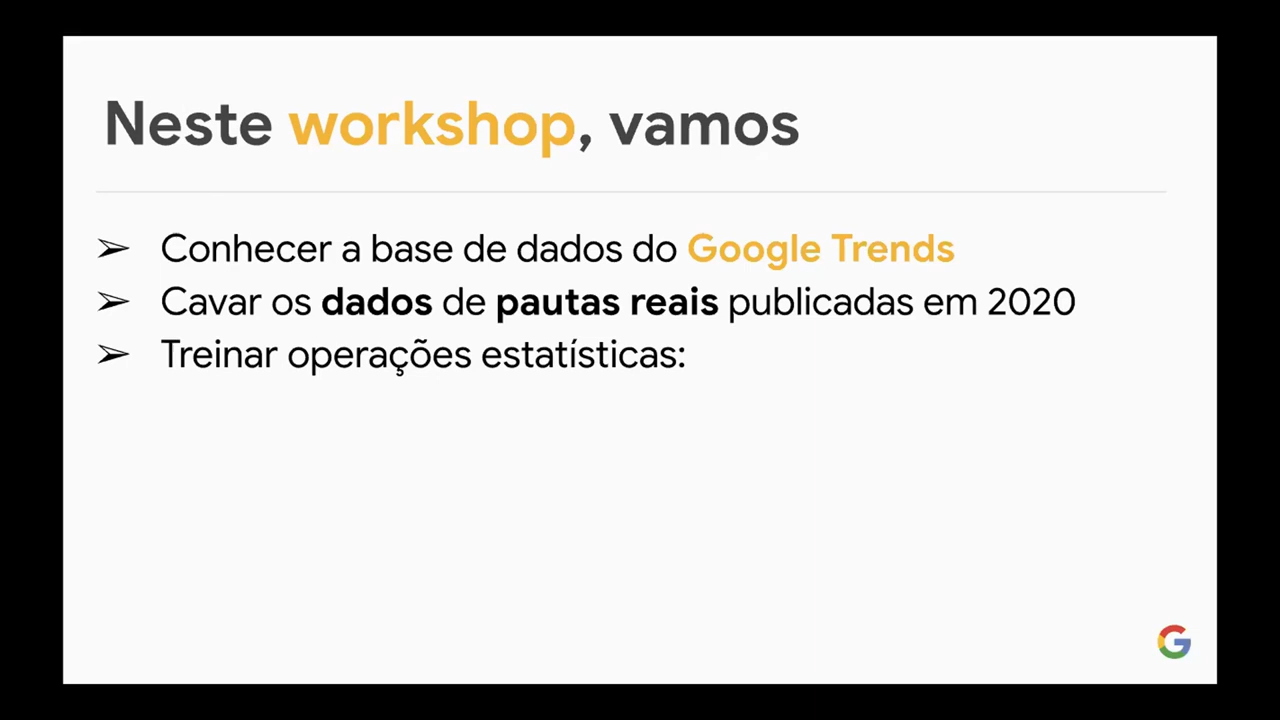 Neste workshop, vamos
➢ Conhecer a base de dados do Google Trends
➢ Cavar os dados de pautas reais publicadas em 2020
➢ Treinar operações estatísticas: